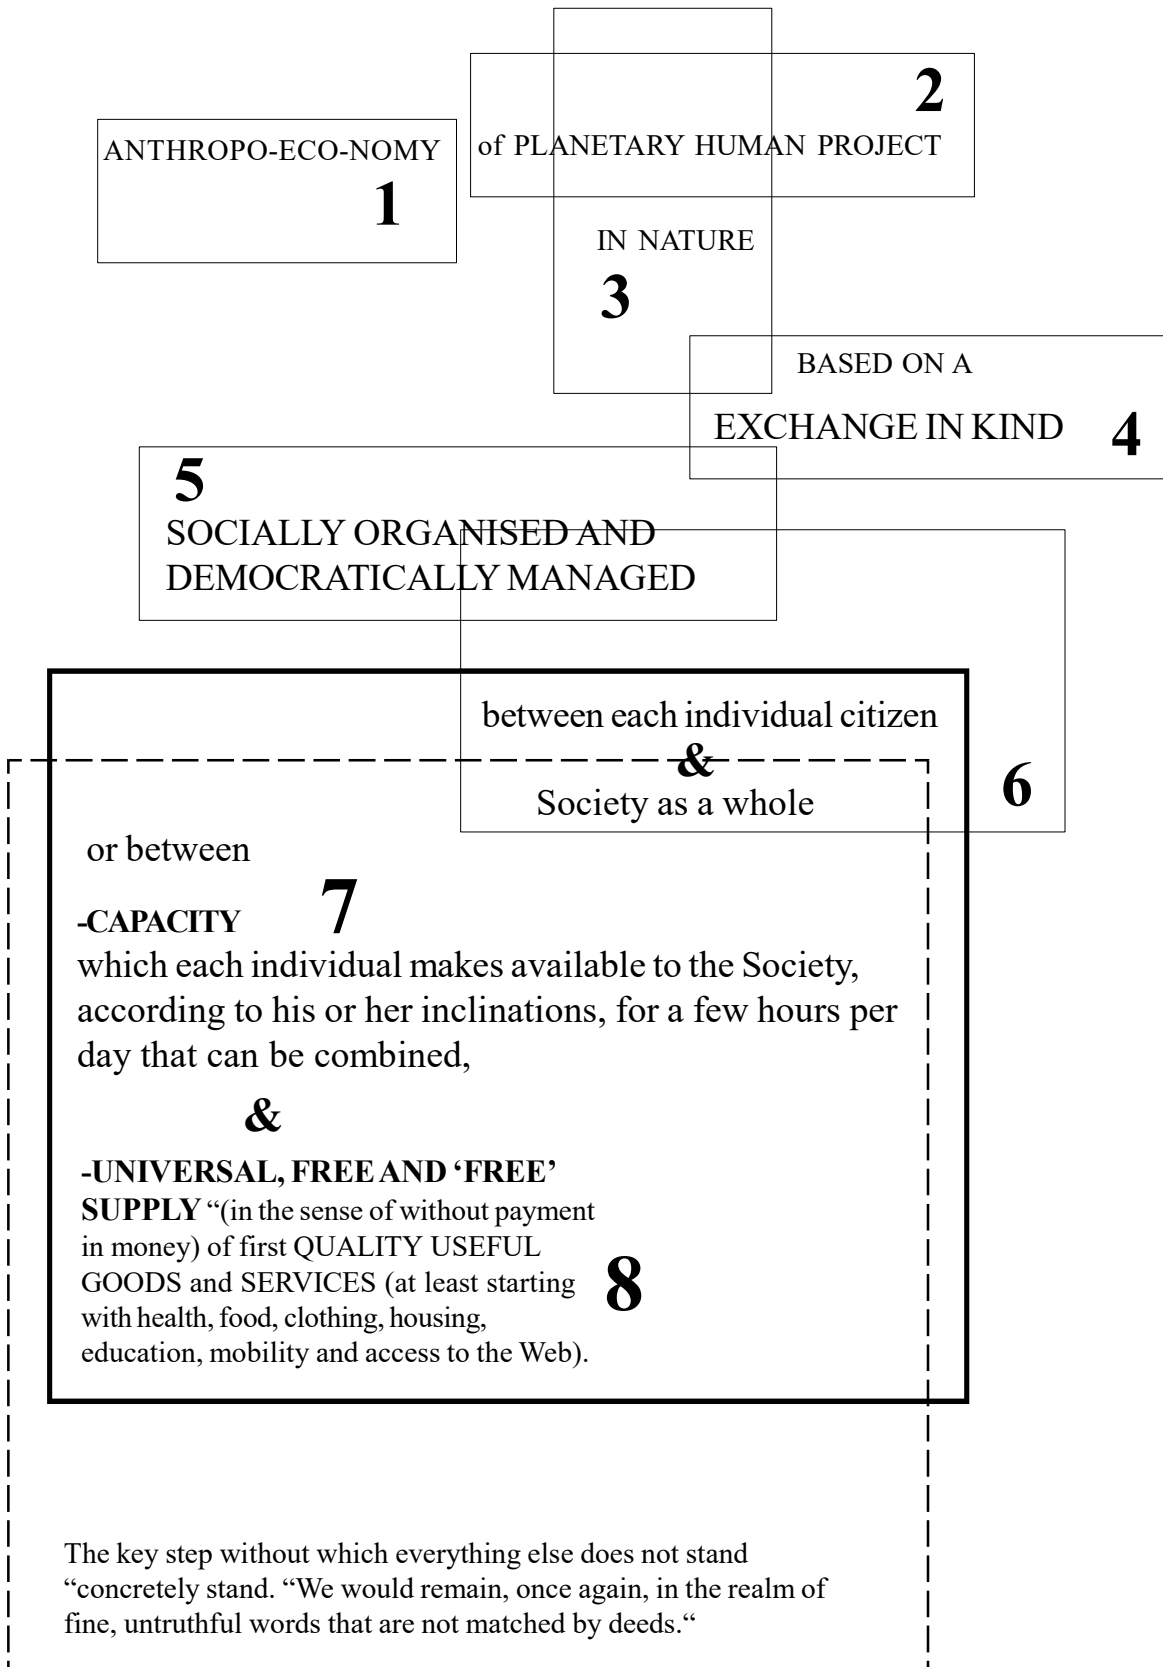 2
ANTHROPO-ECO-NOMY
of PLANETARY HUMAN PROJECT
1
IN NATURE
3
BASED ON A
EXCHANGE IN KIND 4
5
SOCIALLY ORGANISED AND
DEMOCRATICALLY MANAGED
between each individual citizen
&
6
Society as a whole
or between
7
-CAPACITY
which each individual makes available to the Society,
according to his or her inclinations, for a few hours per
day that can be combined,
&
-UNIVERSAL, FREE AND ‘FREE’
SUPPLY “(in the sense of without payment
in money) of first QUALITY USEFUL
GOODS and SERVICES (at least starting
8
with health, food, clothing, housing,
education, mobility and access to the Web).
The key step without which everything else does not stand
“concretely stand. “We would remain, once again, in the realm of
fine, untruthful words that are not matched by deeds.“